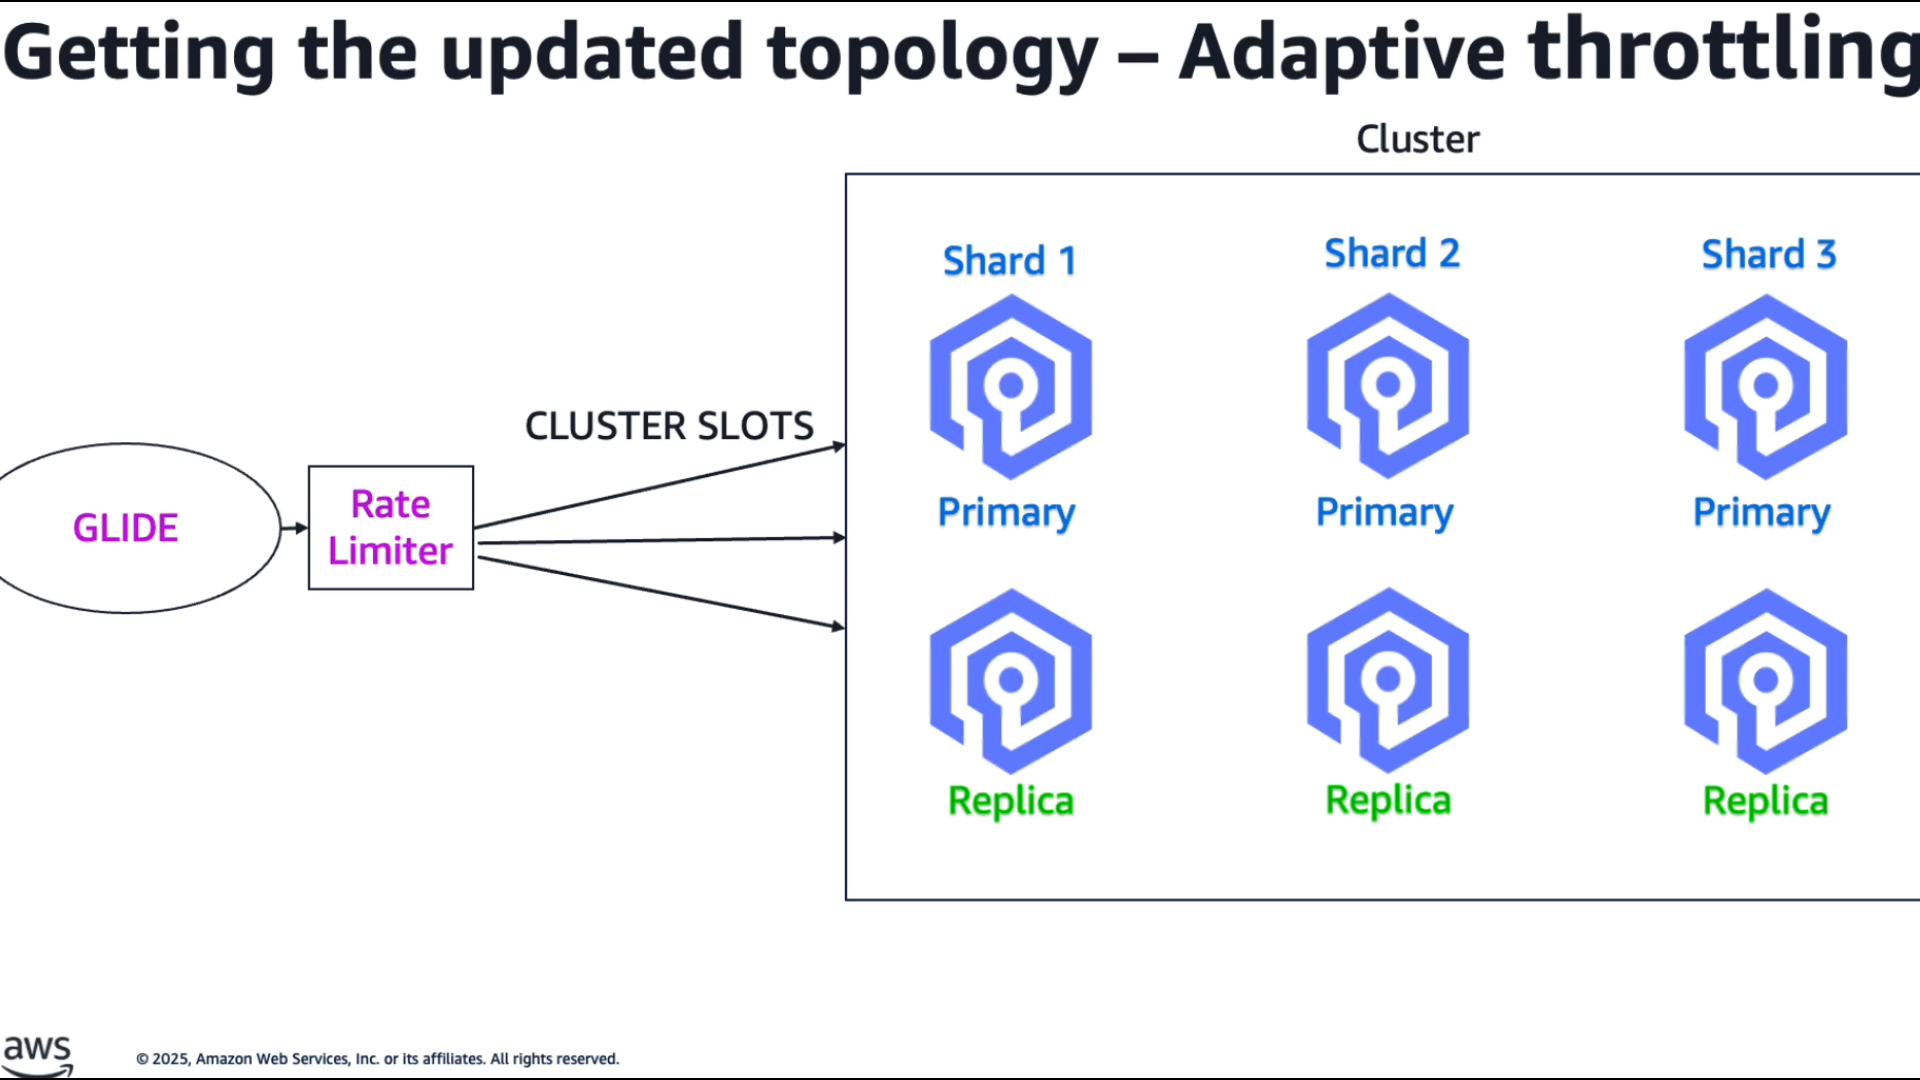 Getting the updated topology – Adaptive throttling
Cluster
Shard 1
Shard 2
Shard 3
CLUSTER SLOTS
GLIDE
Rate
Limiter
Primary
Primary
Primary
Replica
Replica
Replica
aws
© 2025, Amazon Web Services, Inc. or its affiliates. All rights reserved.